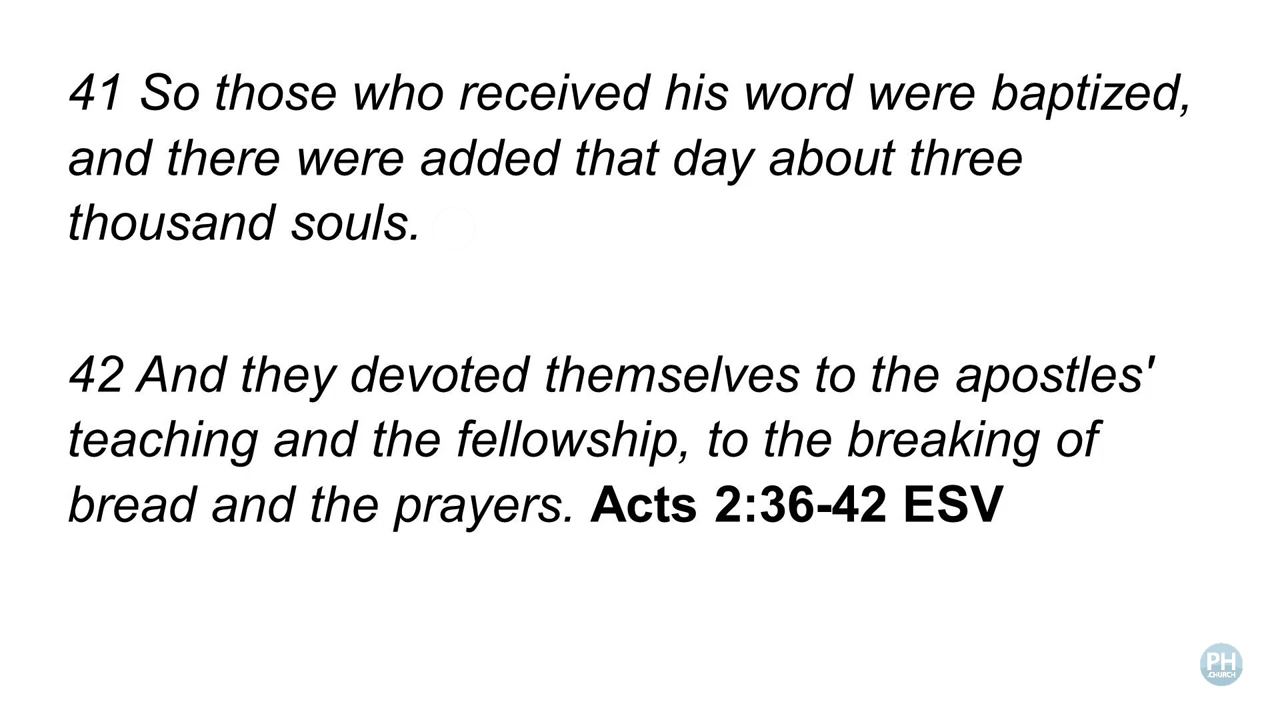 41 So those who received his word were baptized,
and there were added that day about three
thousand souls.
42 And they devoted themselves to the apostles'
teaching and the fellowship, to the breaking of
bread and the prayers. Acts 2:36-42 ESV
PH
.CHURCH